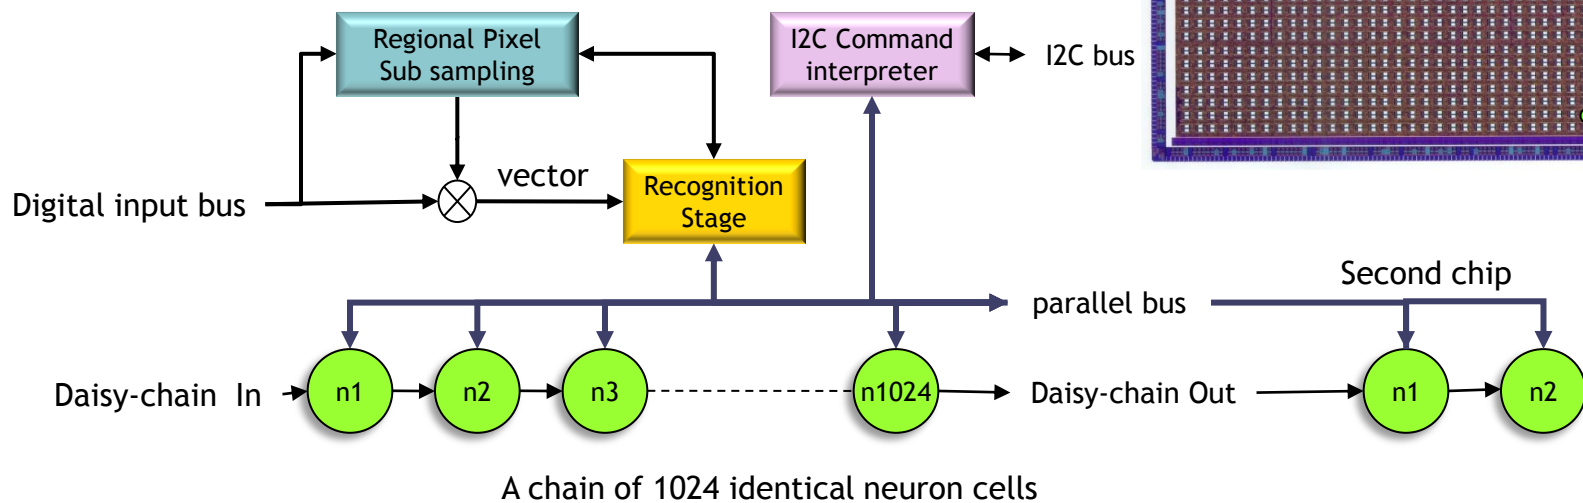 Regional Pixel
Sub sampling
I2C Command
interpreter
I2C bus
vector
Recognition
Stage
Digital input bus
Second chip
parallel bus
Daisy-chain In
n1
n2
n3
n1024
Daisy-chain Out
n1
n2
A chain of 1024 identical neuron cells